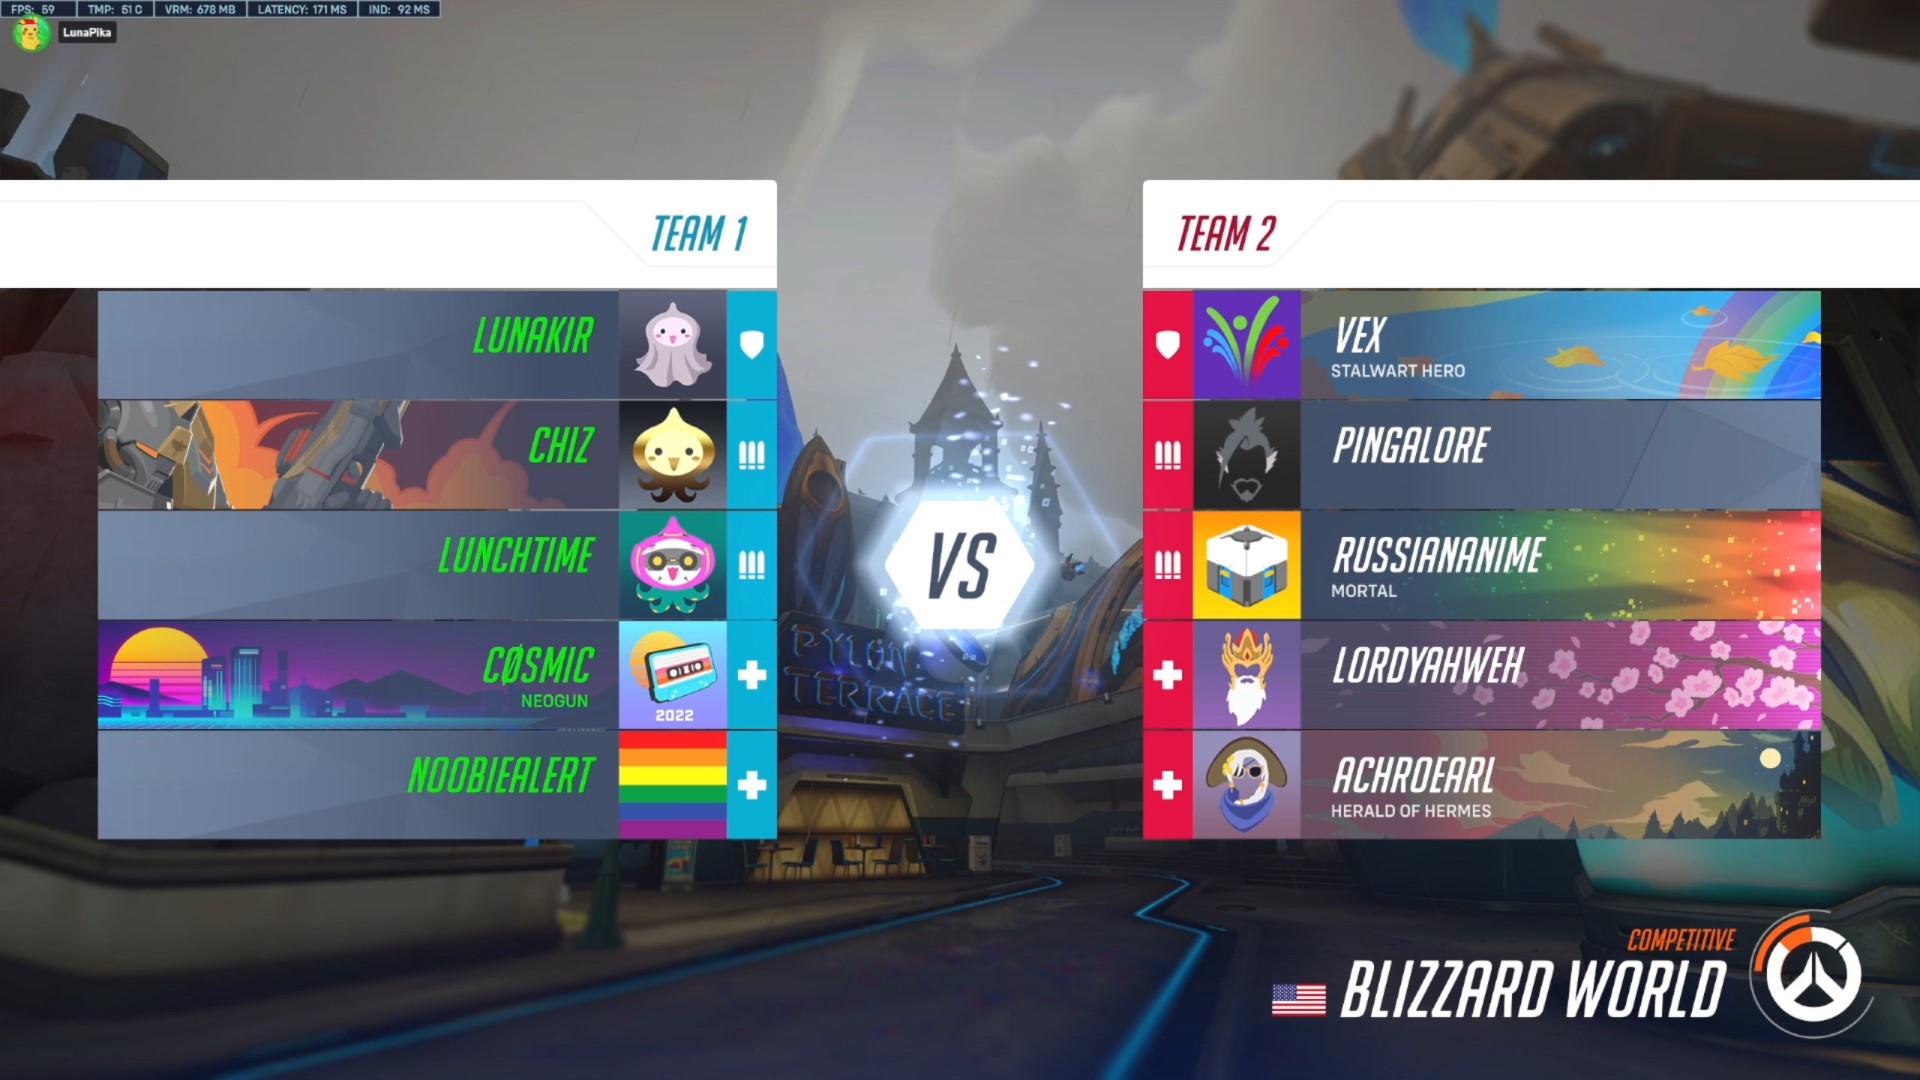 FPS: 59 TMP: 51 C VRM: 678 MB LATENCY: 171 MS IND: 92 MS
LunaPika
TEAM 1
LUNAKIR
CHIZ
LUNCHTIME
CØSMIC
NEOGUN
2022
NOOBIEALERT
VS
PYLON
TERRACE
TEAM 2
VEX
STALWART HERO
PINGALORE
RUSSIANANIME
MORTAL
LORDYAHWEH
ACHROEARL
HERALD OF HERMES
COMPETITIVE
BLIZZARD WORLD